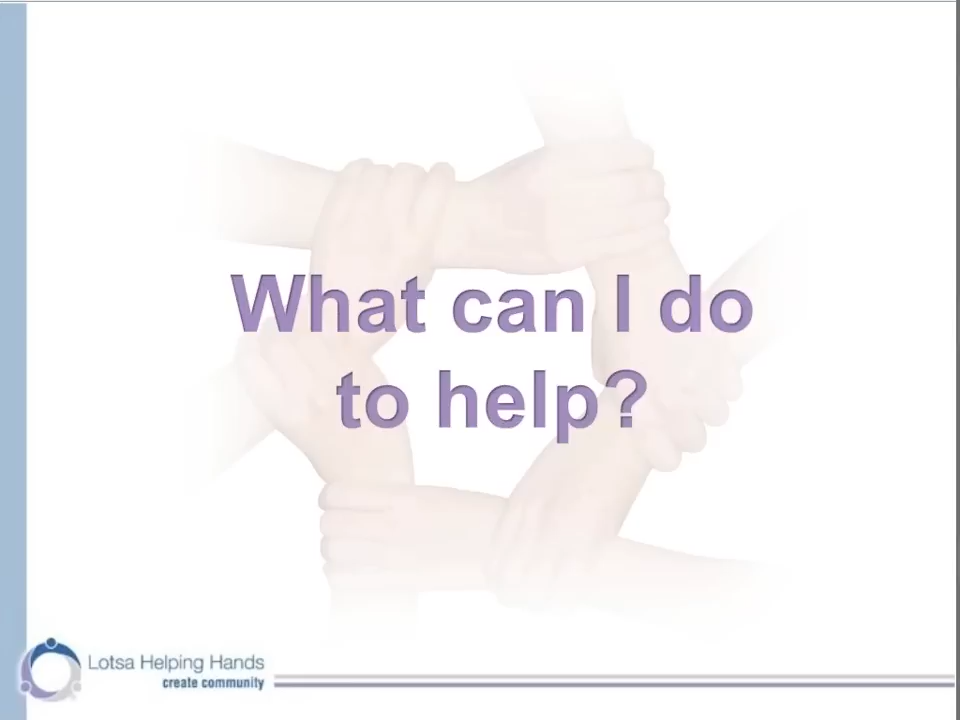 What can I do
to help?
Lotsa Helping Hands
create community